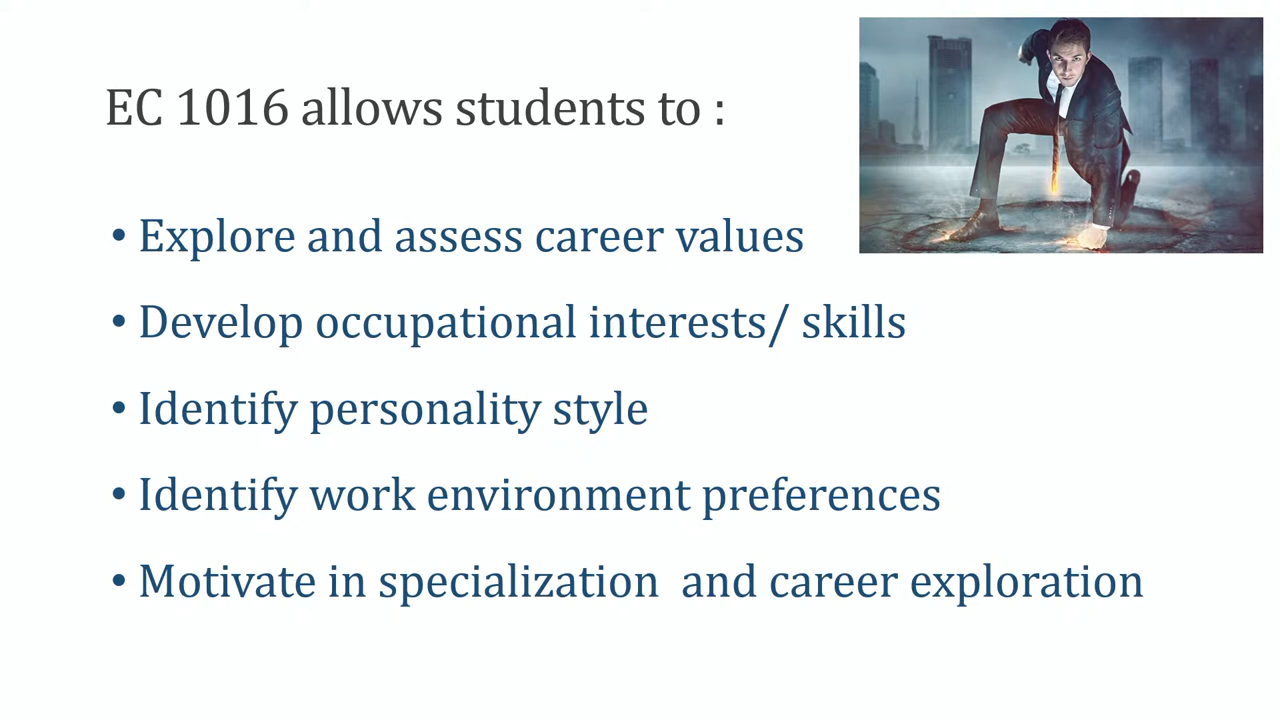 EC 1016 allows students to :
• Explore and assess career values
• Develop occupational interests/ skills
• Identify personality style
• Identify work environment preferences
• Motivate in specialization  and career exploration